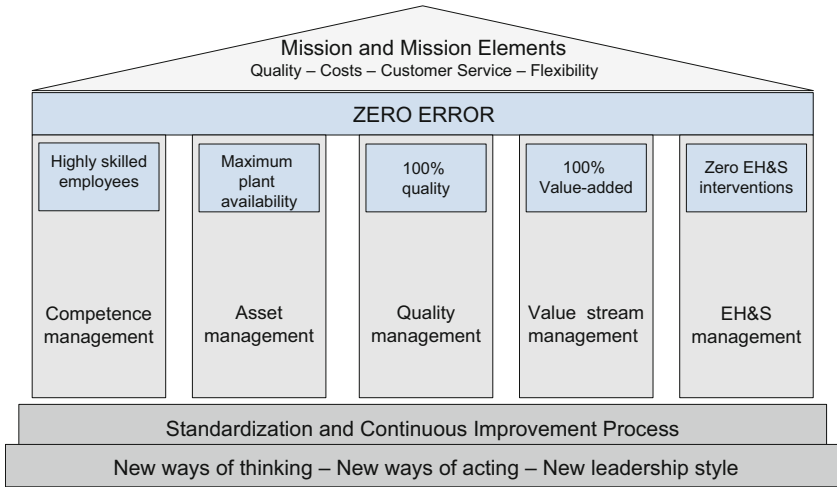 Mission and Mission Elements
Quality – Costs – Customer Service – Flexibility
ZERO ERROR
Highly skilled
employees
Maximum
plant
availability
100%
quality
100%
Value-added
Zero EH&S
interventions
Competence
management
Asset
management
Quality
management
Value stream
management
EH&S
management
Standardization and Continuous Improvement Process
New ways of thinking – New ways of acting – New leadership style